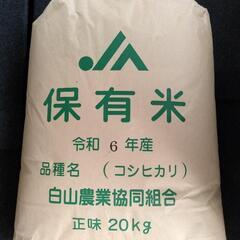 JA
保有米
令和 6 年産
品種名 (コシヒカリ)
白山農業協同組合
正味 20kg